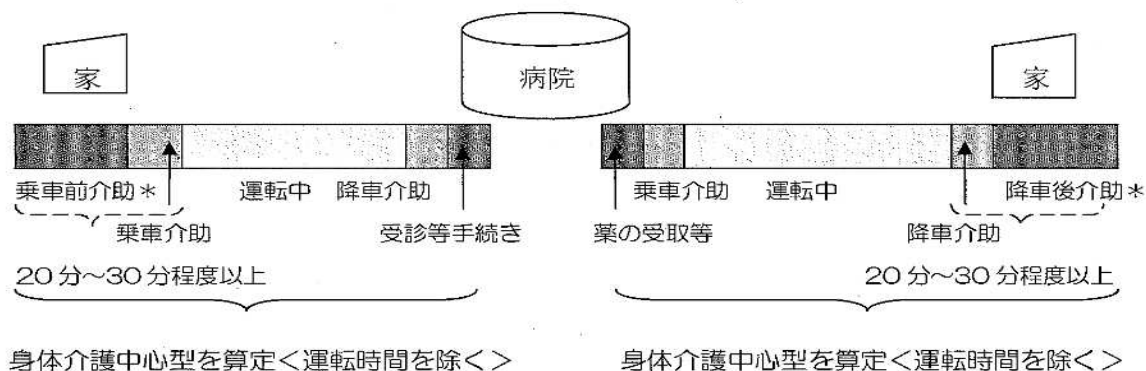 家
病院
家
乗車前介助＊ 運転中 降車介助 乗車介助 運転中 降車後介助＊
乗車介助 受診等手続き 薬の受取等 降車介助
20分～30分程度以上 20分～30分程度以上
身体介護中心型を算定＜運転時間を除く＞ 身体介護中心型を算定＜運転時間を除く＞